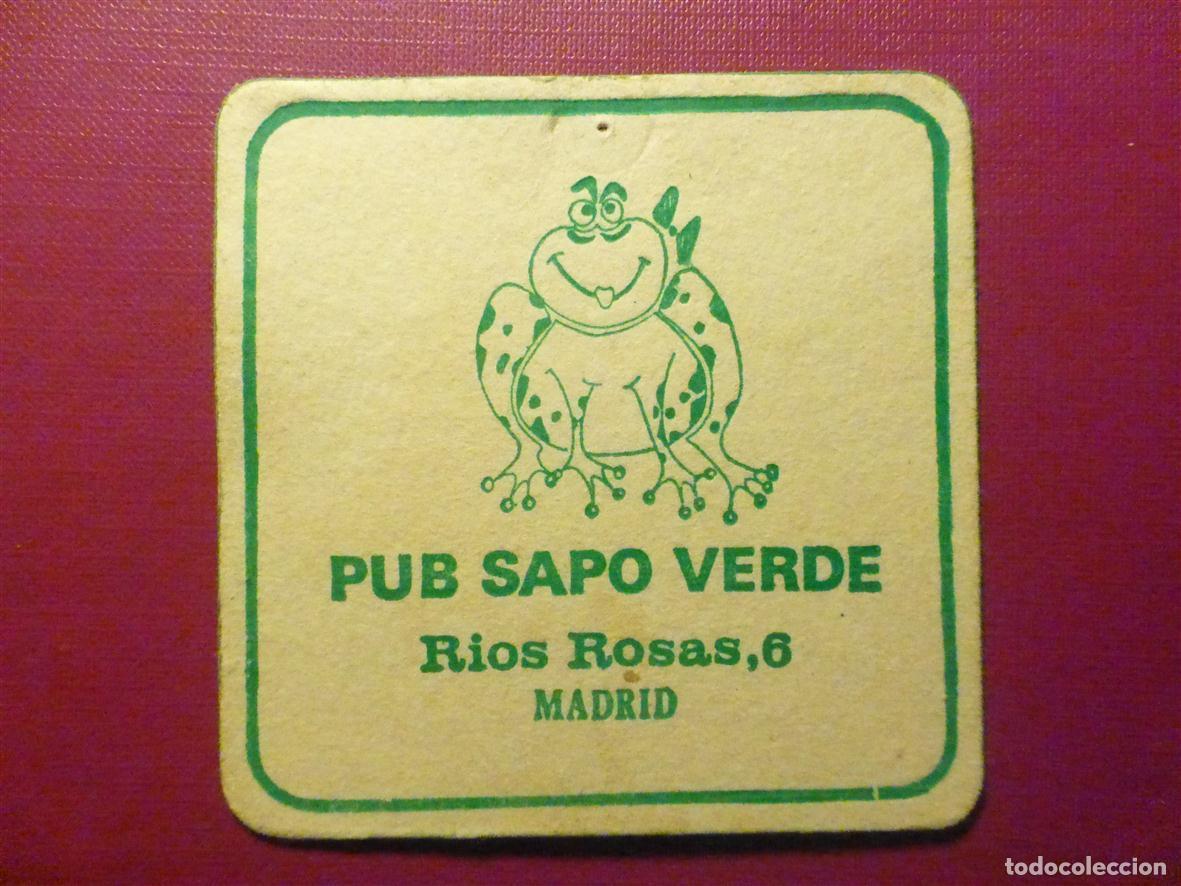 PUB SAPO VERDE
Rios Rosas,6
MADRID
todocoleccion